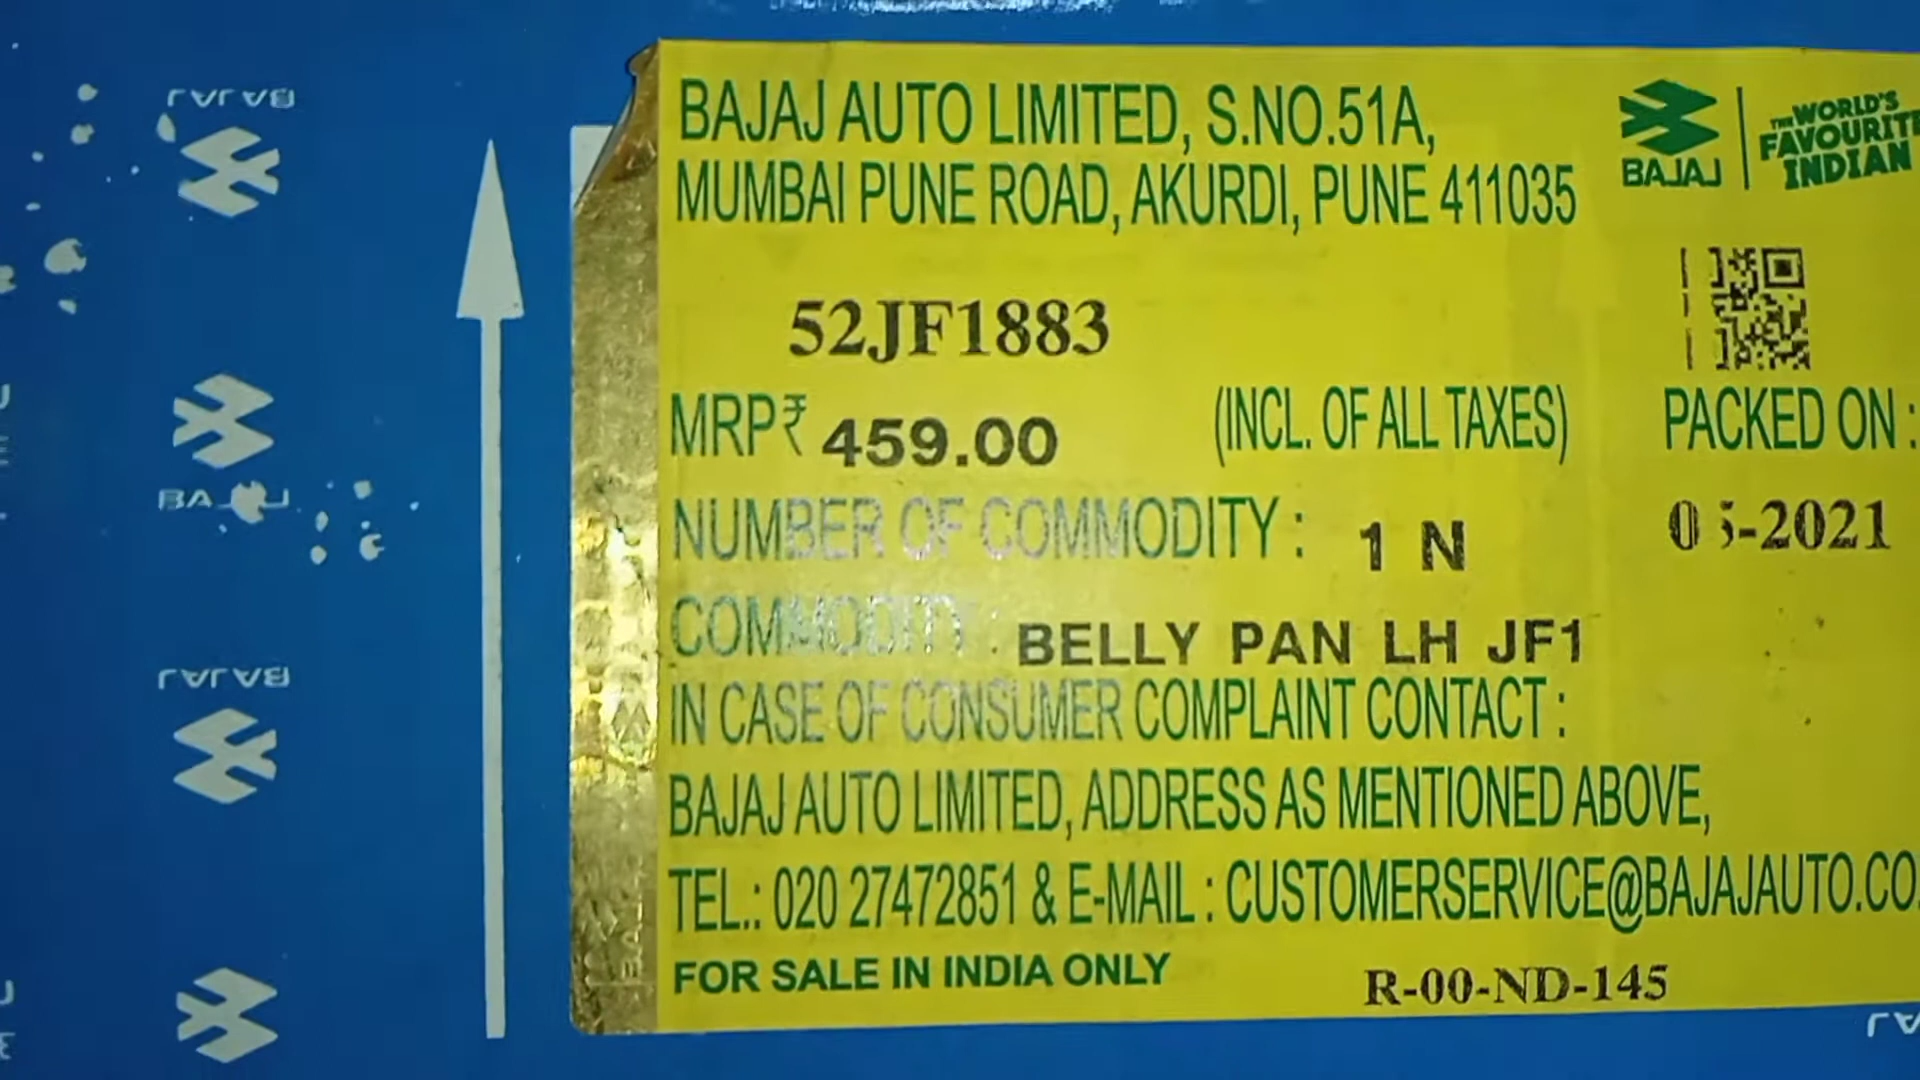 BAJAJ AUTO LIMITED, S.NO.51A,
MUMBAI PUNE ROAD, AKURDI, PUNE 411035
BAJAJ
THE WORLD'S
FAVOURITE
INDIAN
52JF1883
MRP₹ 459.00 (INCL. OF ALL TAXES)
PACKED ON :
NUMBER OF COMMODITY : 1 N
COMMODITY : BELLY PAN LH JF1
IN CASE OF CONSUMER COMPLAINT CONTACT :
BAJAJ AUTO LIMITED, ADDRESS AS MENTIONED ABOVE,
TEL.: 020 27472851 & E-MAIL : CUSTOMERSERVICE@BAJAJAUTO.CO.
FOR SALE IN INDIA ONLY
R-00-ND-145
BAJAJ
BAJAJ
BAJAJ